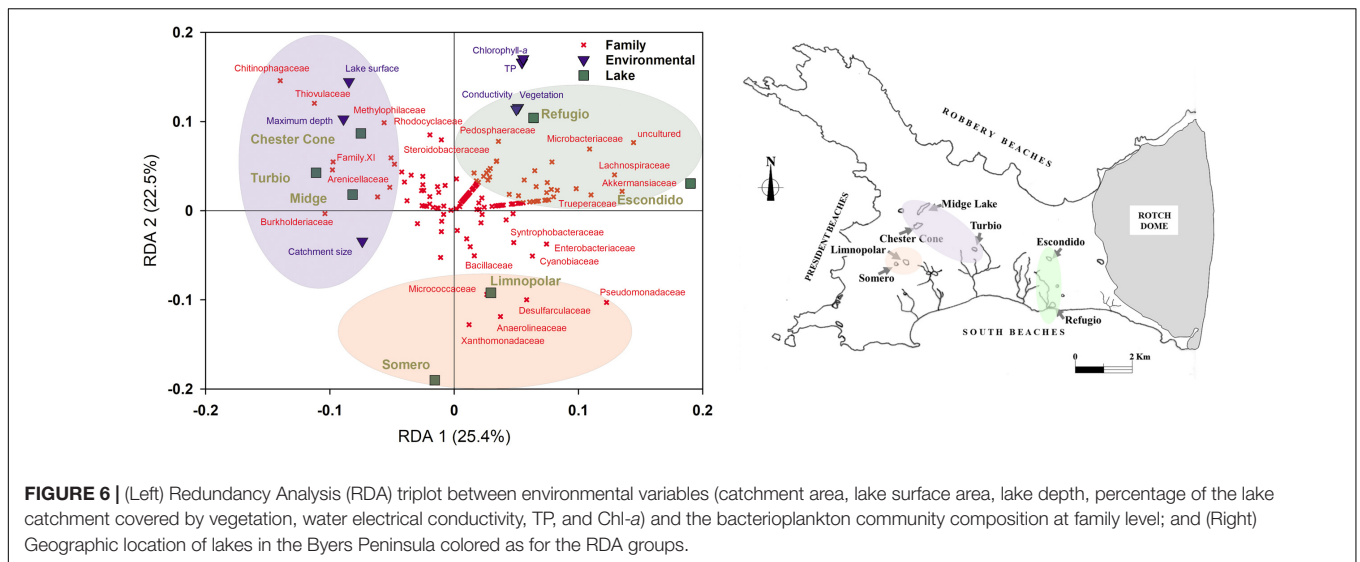 0.2
0.1
0
-0.1
-0.2
RDA 2 (22.5%)
-0.2
-0.1
0
0.1
0.2
RDA 1 (25.4%)
Family
Environmental
Lake
Chlorophyll-a
TP
Conductivity
Vegetation
Refugio
Chitinophagaceae
Lake surface
Thiovulaceae
Methylophilaceae
Maximum depth
Rhodocyclaceae
Chester Cone
Steroidobacteraceae
Pedosphaeraceae
Microbacteriaceae
uncultured
Family.XI
Lachnospiraceae
Turbio
Arenicellaceae
Akkermansiaceae
Midge
Trueperaceae
Escondido
Burkholderiaceae
Catchment size
Syntrophobacteraceae
Enterobacteriaceae
Bacillaceae
Cyanobiaceae
Limnopolar
Micrococcaceae
Pseudomonadaceae
Desulfarculaceae
Anaerolineaceae
Xanthomonadaceae
Somero
ROBBERY BEACHES
N
PRESIDENT BEACHES
Midge Lake
Chester Cone
Turbio
Limnopolar
Somero
Escondido
Refugio
ROTCH
DOME
SOUTH BEACHES
0
2 Km
FIGURE 6 | (Left) Redundancy Analysis (RDA) triplot between environmental variables (catchment area, lake surface area, lake depth, percentage of the lake
catchment covered by vegetation, water electrical conductivity, TP, and Chl-a) and the bacterioplankton community composition at family level; and (Right)
Geographic location of lakes in the Byers Peninsula colored as for the RDA groups.